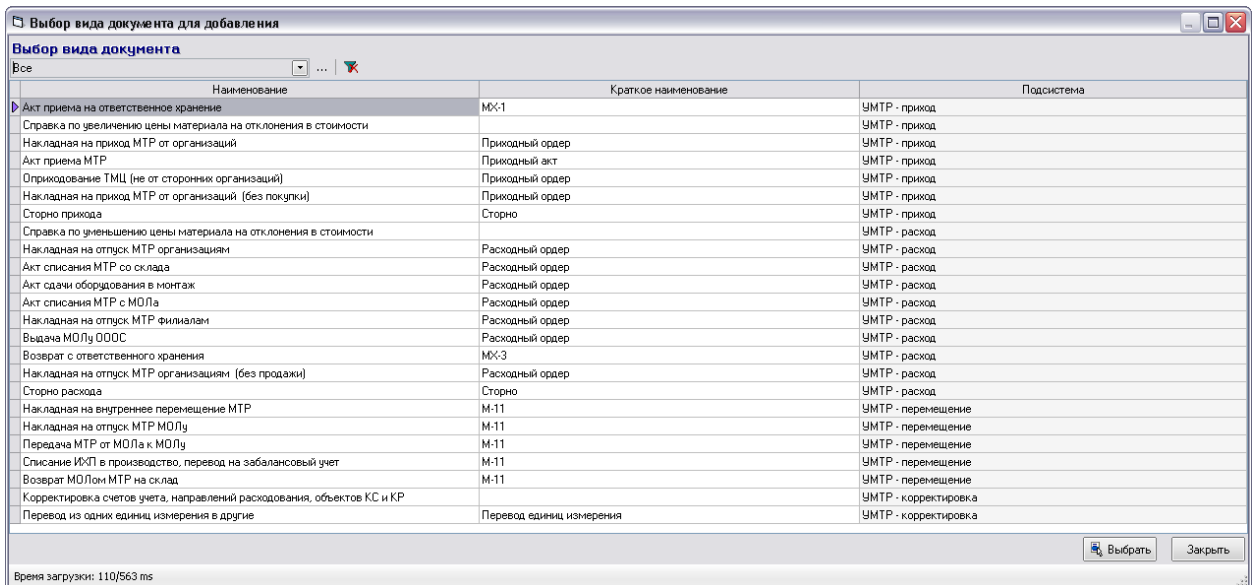 Выбор вида документа для добавления
Выбор вида документа
Все ...
Наименование Краткое наименование Подсистема
Акт приема на ответственное хранение МХ-1 УМТР - приход
Справка по увеличению цены материала на отклонения в стоимости УМТР - приход
Накладная на приход МТР от организаций Приходный ордер УМТР - приход
Акт приема МТР Приходный акт УМТР - приход
Оприходование ТМЦ (не от сторонних организаций) Приходный ордер УМТР - приход
Накладная на приход МТР от организаций (без покупки) Приходный ордер УМТР - приход
Сторно прихода Сторно УМТР - приход
Справка по уменьшению цены материала на отклонения в стоимости УМТР - расход
Накладная на отпуск МТР организациям Расходный ордер УМТР - расход
Акт списания МТР со склада Расходный ордер УМТР - расход
Акт сдачи оборудования в монтаж Расходный ордер УМТР - расход
Акт списания МТР с МОЛа Расходный ордер УМТР - расход
Накладная на отпуск МТР филиалам Расходный ордер УМТР - расход
Выдача МОЛу ОООС Расходный ордер УМТР - расход
Возврат с ответственного хранения МХ-3 УМТР - расход
Накладная на отпуск МТР организациям (без продажи) Расходный ордер УМТР - расход
Сторно расхода Сторно УМТР - расход
Накладная на внутреннее перемещение МТР М-11 УМТР - перемещение
Накладная на отпуск МТР МОЛу М-11 УМТР - перемещение
Передача МТР от МОЛа к МОЛу М-11 УМТР - перемещение
Списание ИХП в производство, перевод на забалансовый учет М-11 УМТР - перемещение
Возврат МОЛом МТР на склад М-11 УМТР - перемещение
Корректировка счетов учета, направлений расходования, объектов КС и КР УМТР - корректировка
Перевод из одних единиц измерения в другие Перевод единиц измерения УМТР - корректировка
Выбрать Закрыть
Время загрузки: 110/563 ms